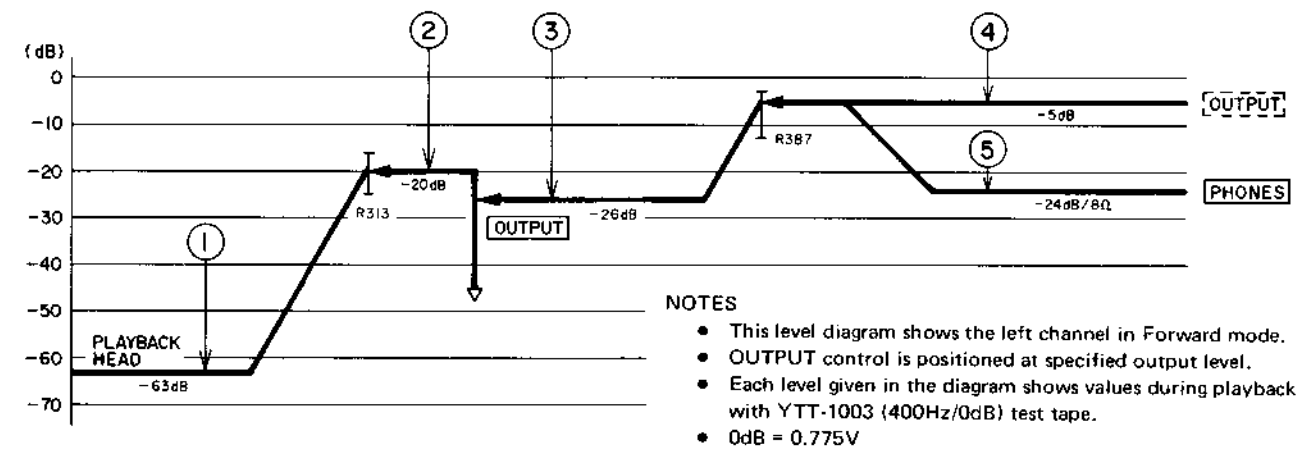 ② ③ ④
(dB)
0
-10
-20
-30
-40
-50
-60
-70
-5dB
OUTPUT
R387
⑤
-20dB
R313
-26dB
-24dB/8Ω
PHONES
OUTPUT
①
PLAYBACK
HEAD
-63dB
NOTES
• This level diagram shows the left channel in Forward mode.
• OUTPUT control is positioned at specified output level.
• Each level given in the diagram shows values during playback
with YTT-1003 (400Hz/0dB) test tape.
• 0dB = 0.775V